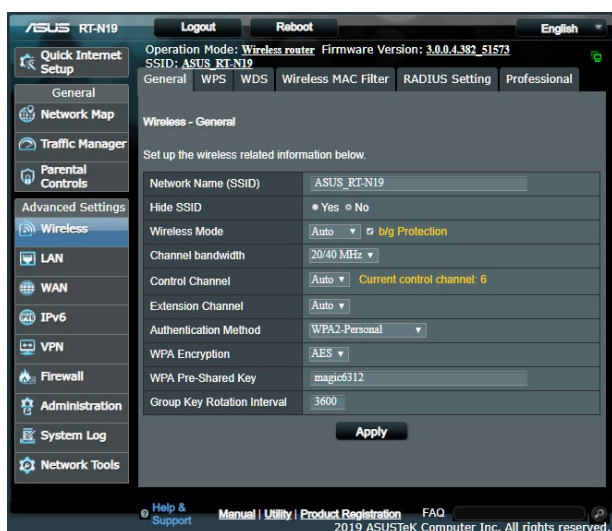 ASUS RT-N19 Logout Reboot English
Quick Internet Setup
Operation Mode: Wireless router Firmware Version: 3.0.0.4.382_51573
SSID: ASUS_RT-N19
General WPS WDS Wireless MAC Filter RADIUS Setting Professional
General
Network Map
Traffic Manager
Parental Controls
Advanced Settings
Wireless
LAN
WAN
IPv6
VPN
Firewall
Administration
System Log
Network Tools
Wireless - General
Set up the wireless related information below.
Network Name (SSID) ASUS_RT-N19
Hide SSID Yes No
Wireless Mode Auto b/g Protection
Channel bandwidth 20/40 MHz
Control Channel Auto Current control channel: 6
Extension Channel Auto
Authentication Method WPA2-Personal
WPA Encryption AES
WPA Pre-Shared Key magic6312
Group Key Rotation Interval 3600
Apply
Help & Support Manual | Utility | Product Registration FAQ
2019 ASUSTeK Computer Inc. All rights reserved.